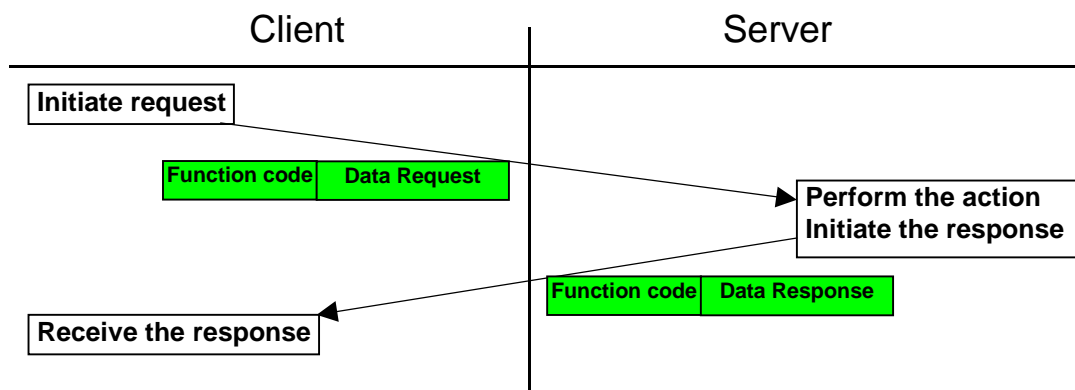 Client
Server
Initiate request
Function code
Data Request
Perform the action
Initiate the response
Function code
Data Response
Receive the response